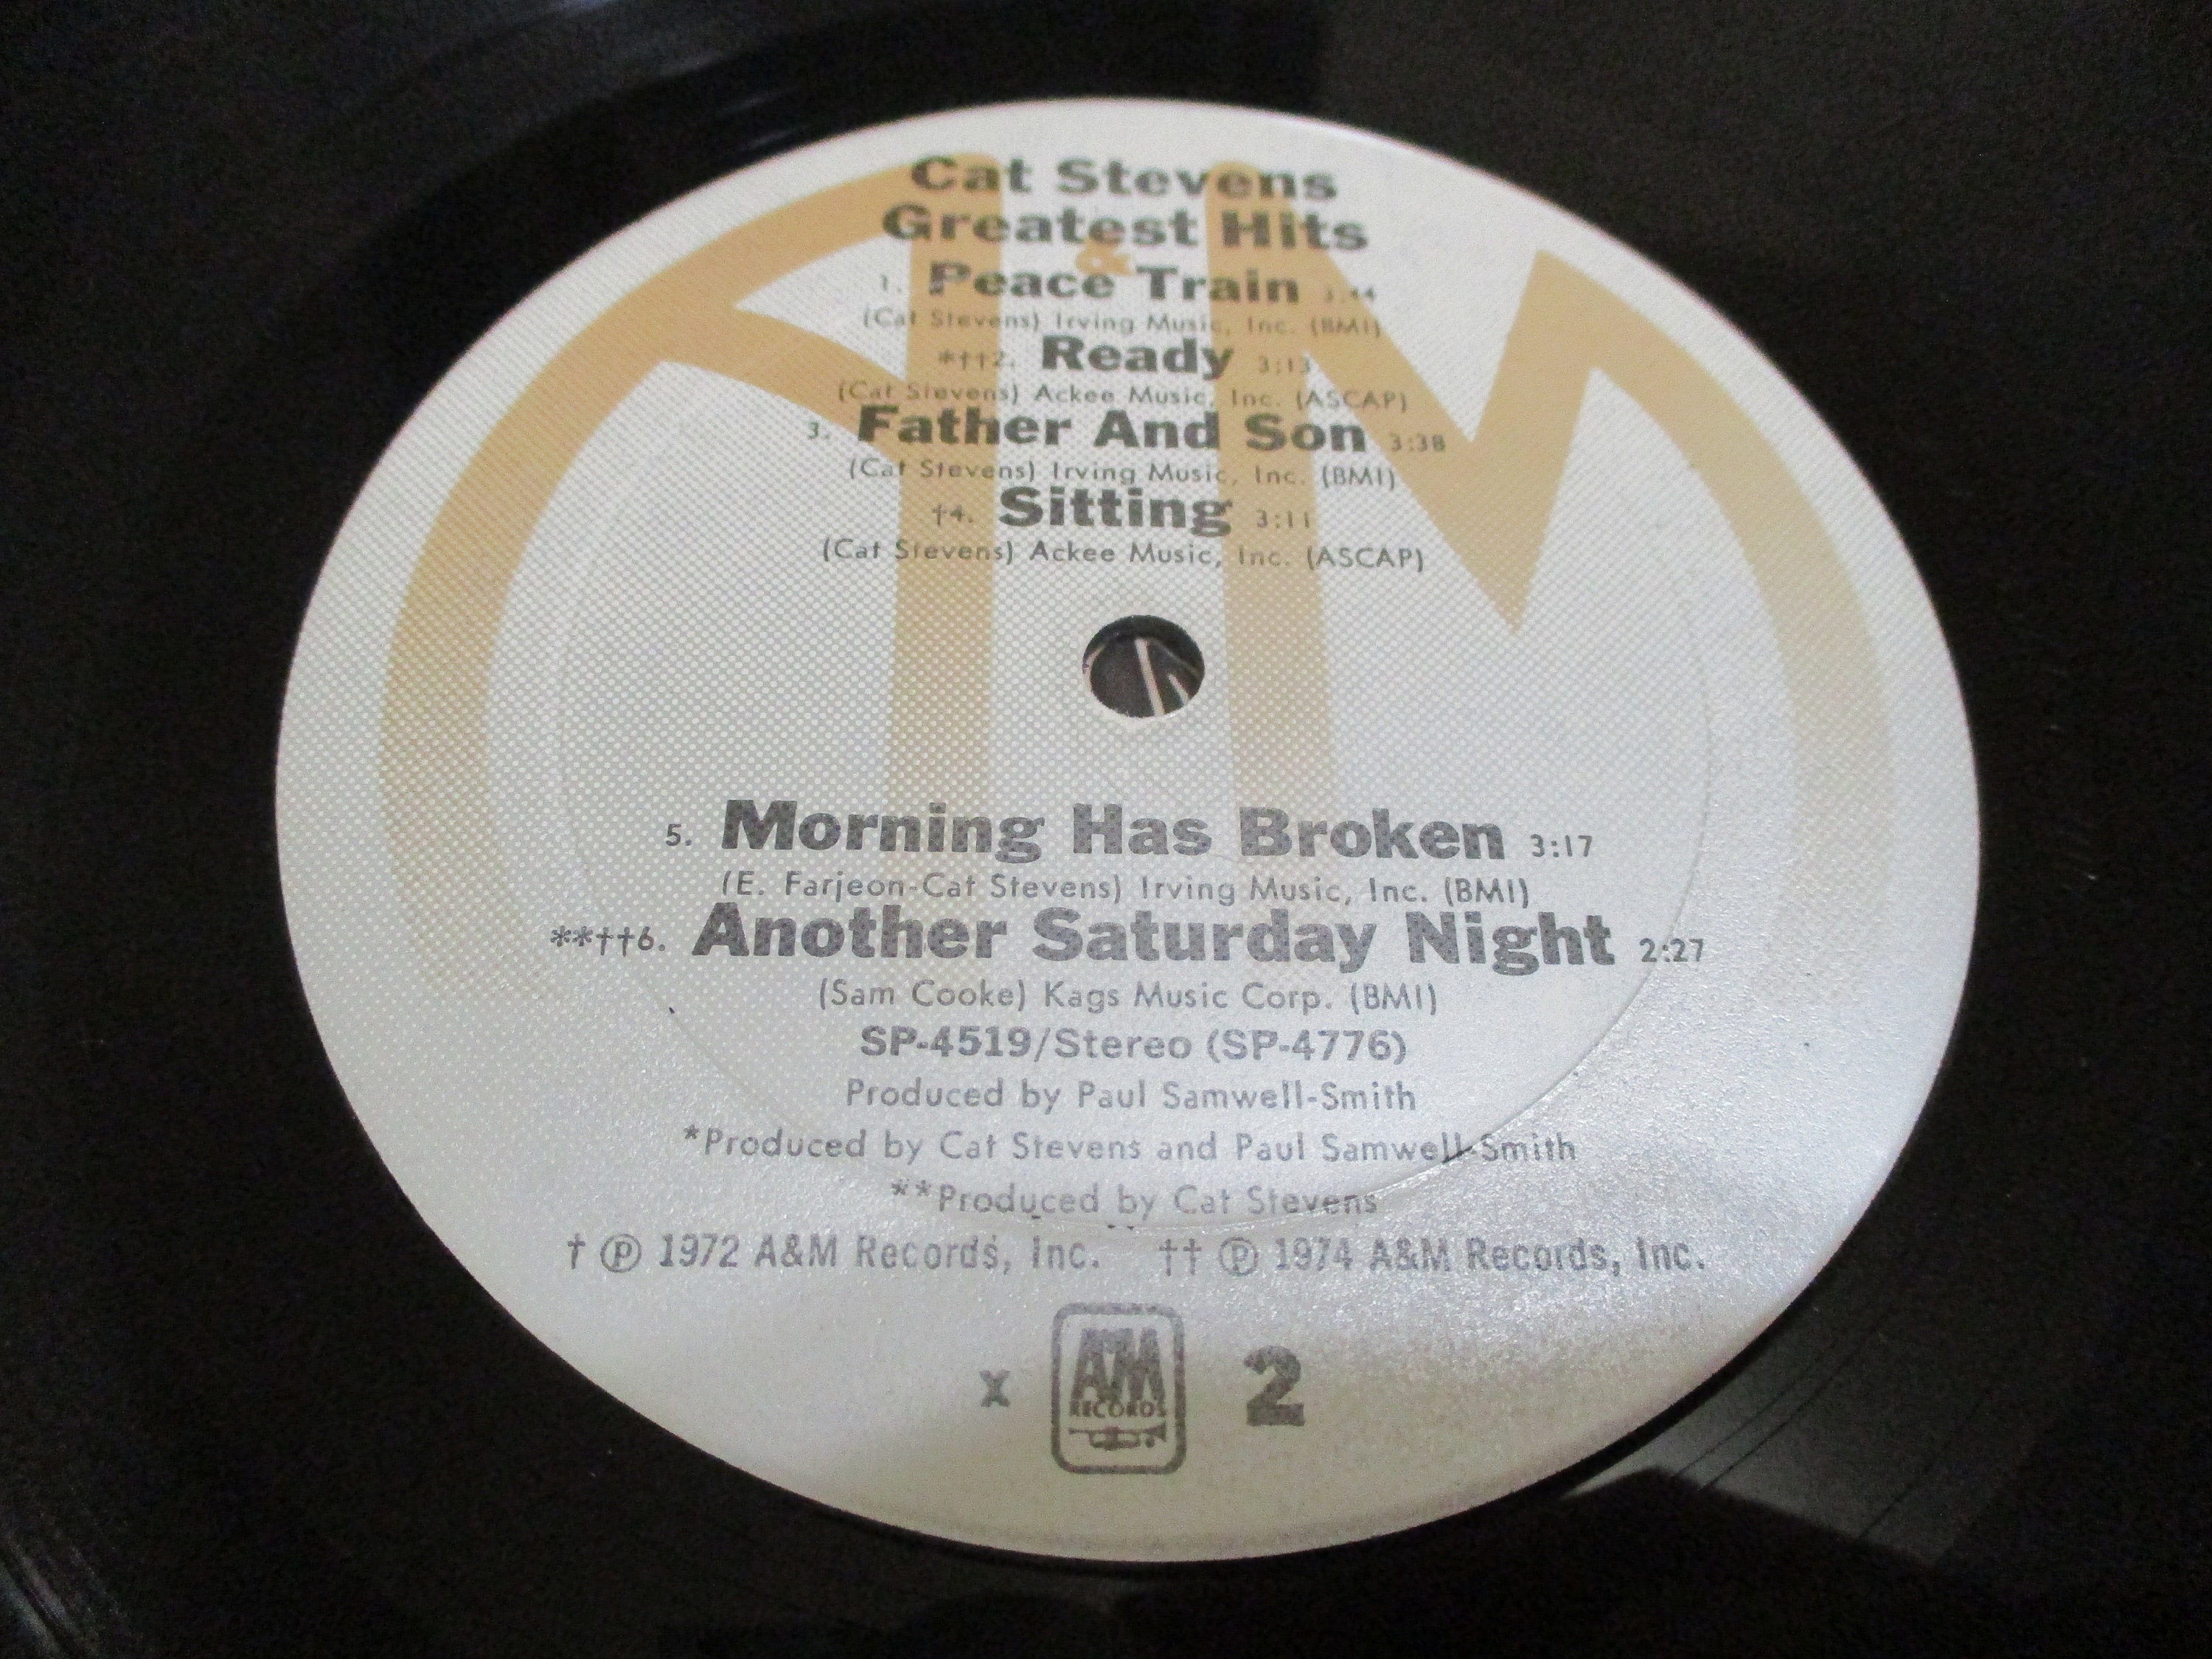 Cat Stevens
Greatest Hits
A&M
1. Peace Train 3:44
(Cat Stevens) Irving Music, Inc. (BMI)
*††2. Ready 3:13
(Cat Stevens) Ackee Music, Inc. (ASCAP)
3. Father And Son 3:38
(Cat Stevens) Irving Music, Inc. (BMI)
†4. Sitting 3:11
(Cat Stevens) Ackee Music, Inc. (ASCAP)
5. Morning Has Broken 3:17
(E. Farjeon-Cat Stevens) Irving Music, Inc. (BMI)
**††6. Another Saturday Night 2:27
(Sam Cooke) Kags Music Corp. (BMI)
SP-4519/Stereo (SP-4776)
Produced by Paul Samwell-Smith
*Produced by Cat Stevens and Paul Samwell-Smith
**Produced by Cat Stevens
† ℗ 1972 A&M Records, Inc. †† ℗ 1974 A&M Records, Inc.
x A&M RECORDS 2